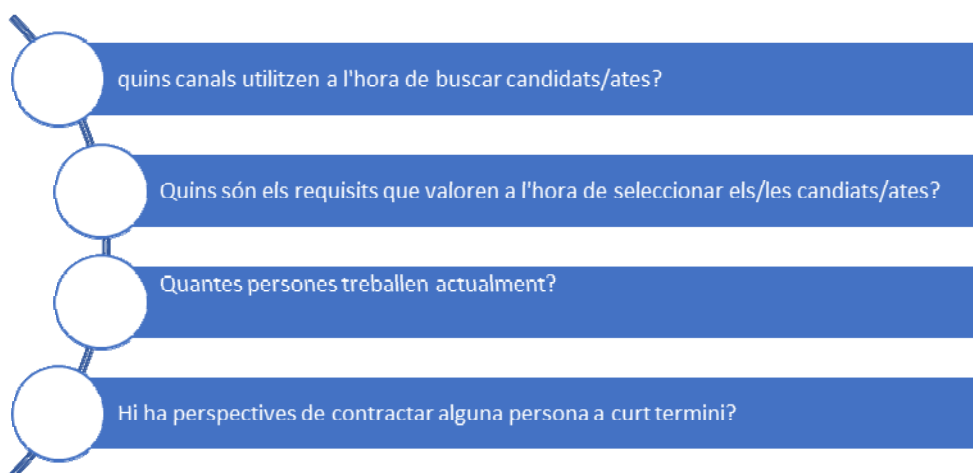 quins canals utilitzen a l'hora de buscar candidats/ates?
Quins són els requisits que valoren a l'hora de seleccionar els/les candiats/ates?
Quantes persones treballen actualment?
Hi ha perspectives de contractar alguna persona a curt termini?